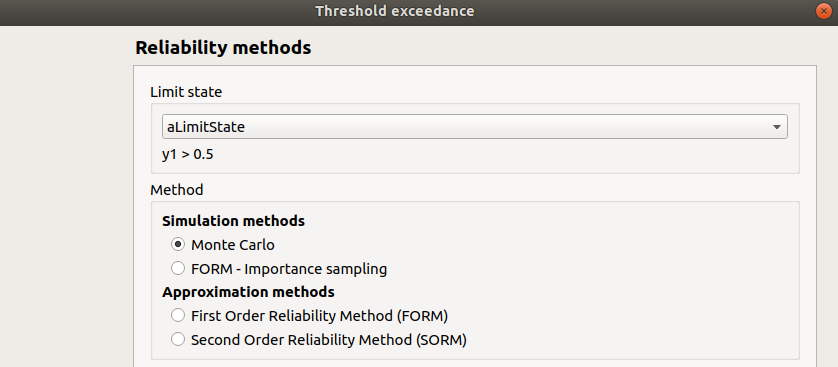 Threshold exceedance
Reliability methods
Limit state
aLimitState
y1 > 0.5
Method
Simulation methods
Monte Carlo
FORM - Importance sampling
Approximation methods
First Order Reliability Method (FORM)
Second Order Reliability Method (SORM)